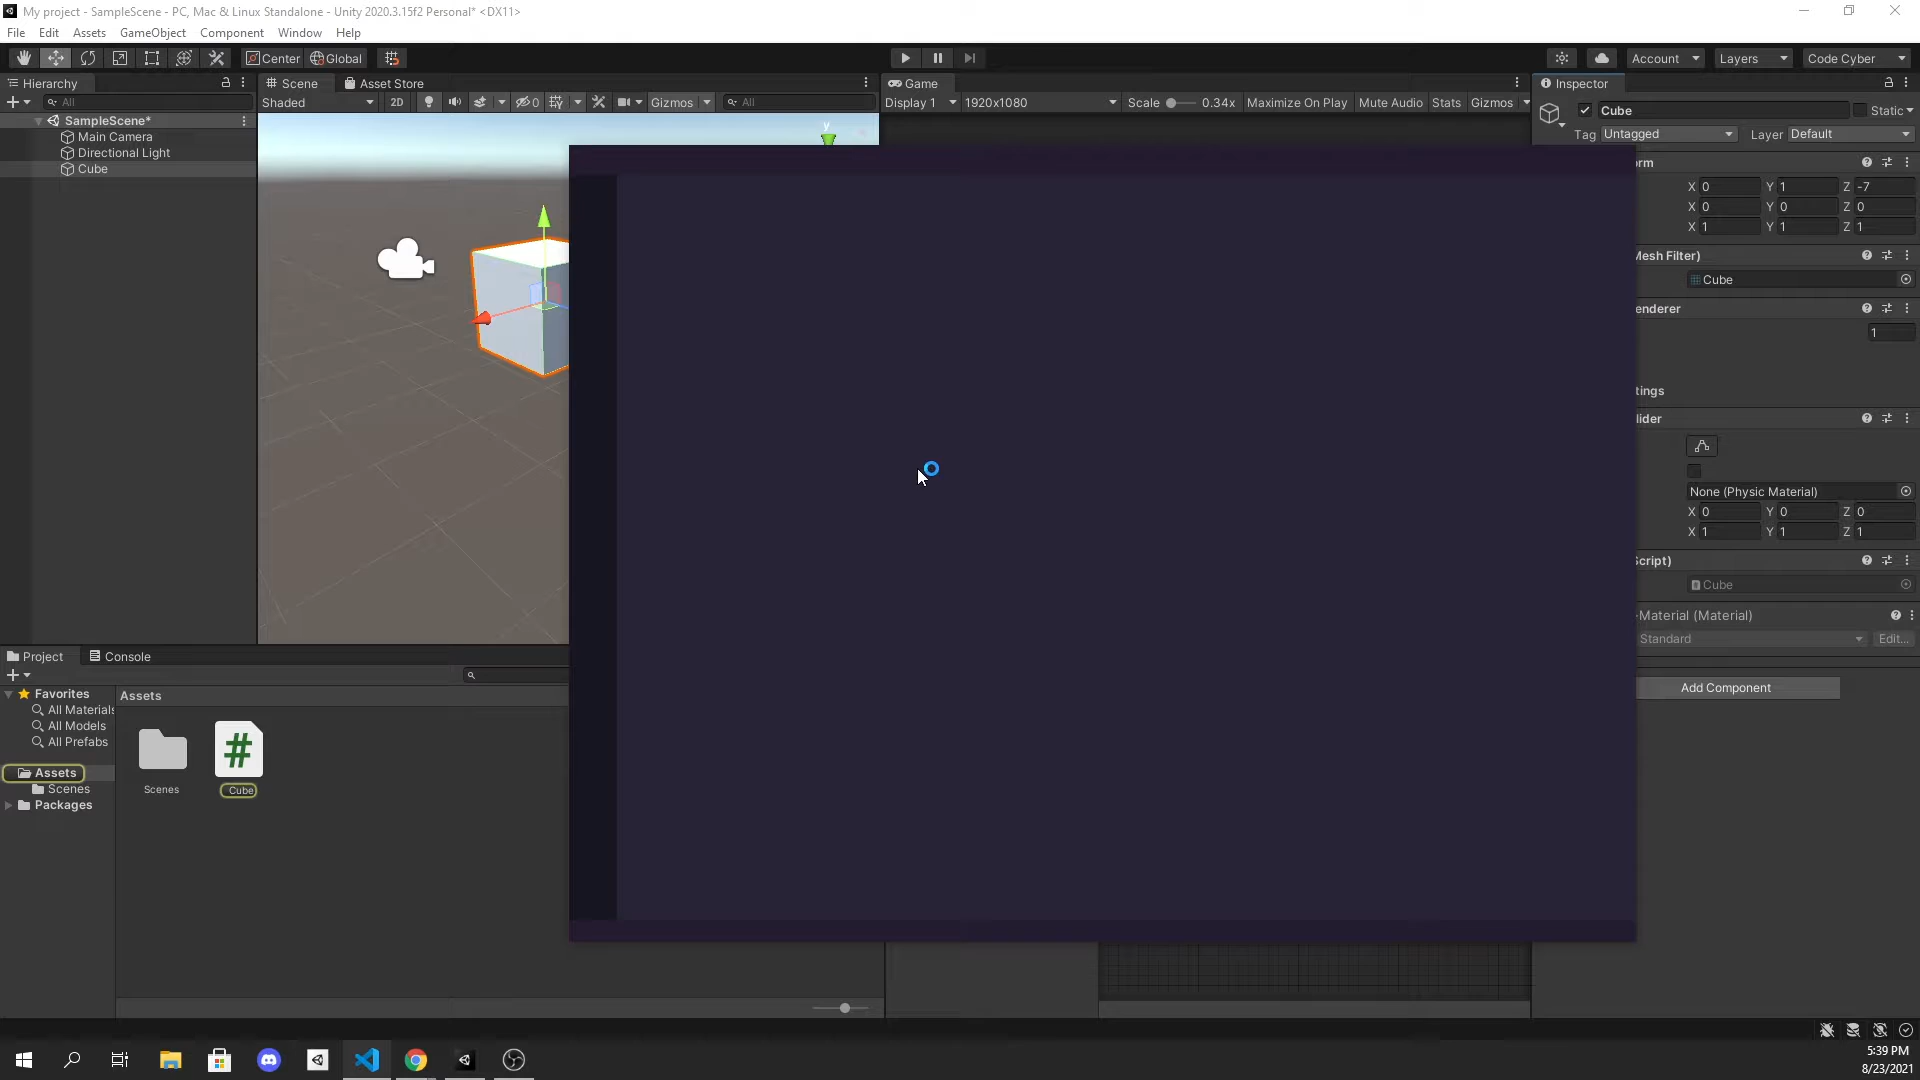 My project - SampleScene - PC, Mac & Linux Standalone - Unity 2020.3.15f2 Personal* <DX11>
File Edit Assets GameObject Component Window Help
Center Global
Account Layers Code Cyber
Hierarchy
All
SampleScene*
Main Camera
Directional Light
Cube
Scene Asset Store
Shaded 2D 0 Gizmos All
y
Game
Display 1 1920x1080 Scale 0.34x Maximize On Play Mute Audio Stats Gizmos
Inspector
Cube Static
Tag Untagged Layer Default
rm
X 0 Y 1 Z -7
X 0 Y 0 Z 0
X 1 Y 1 Z 1
Mesh Filter)
Cube
enderer
1
tings
lider
None (Physic Material)
X 0 Y 0 Z 0
X 1 Y 1 Z 1
Script)
Cube
-Material (Material)
Standard Edit...
Add Component
Project Console
Favorites
All Materials
All Models
All Prefabs
Assets
Scenes
Packages
Assets
Scenes
#
Cube
5:39 PM
8/23/2021